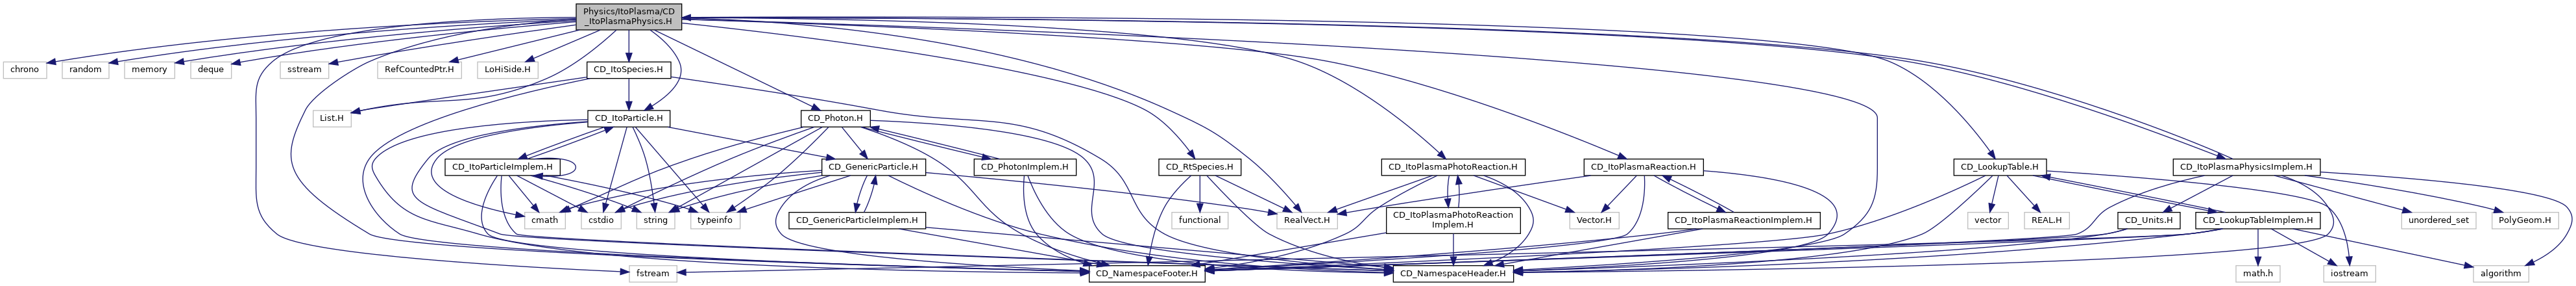 Physics/ItoPlasma/CD
_ItoPlasmaPhysics.H
chrono
random
memory
deque
sstream
RefCountedPtr.H
LoHiSide.H
CD_ItoSpecies.H
List.H
CD_ItoParticle.H
CD_Photon.H
CD_ItoParticleImplem.H
CD_GenericParticle.H
CD_PhotonImplem.H
CD_RtSpecies.H
CD_ItoPlasmaPhotoReaction.H
CD_ItoPlasmaReaction.H
CD_LookupTable.H
CD_ItoPlasmaPhysicsImplem.H
cmath
cstdio
string
typeinfo
CD_GenericParticleImplem.H
functional
RealVect.H
CD_ItoPlasmaPhotoReaction
Implem.H
Vector.H
CD_ItoPlasmaReactionImplem.H
vector
REAL.H
CD_Units.H
CD_LookupTableImplem.H
unordered_set
PolyGeom.H
fstream
CD_NamespaceFooter.H
CD_NamespaceHeader.H
math.h
iostream
algorithm